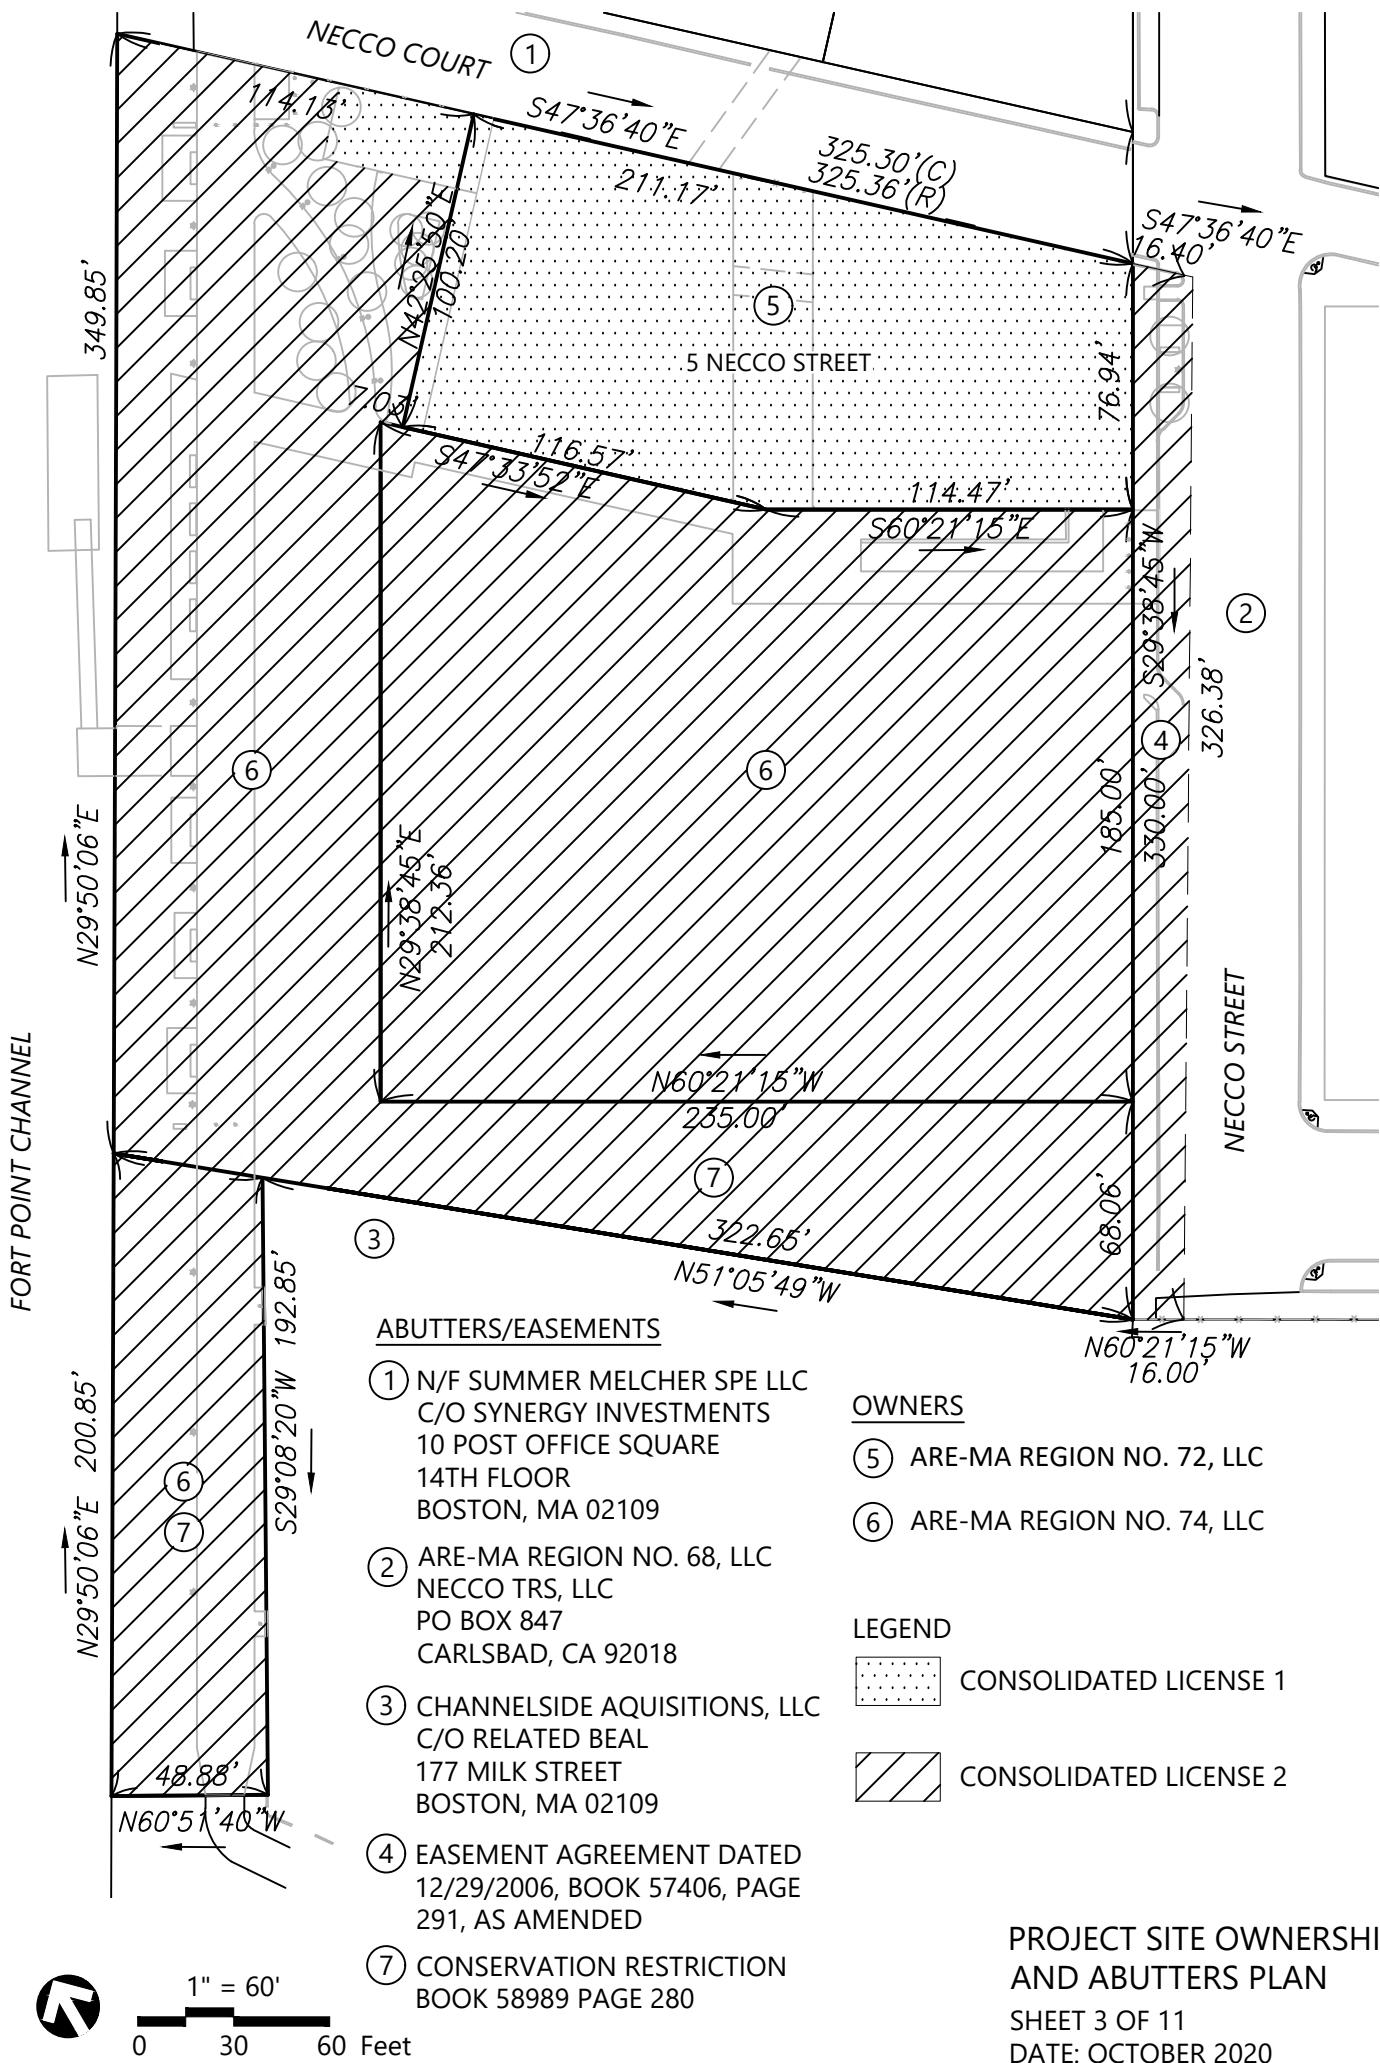 NECCO COURT
1
114.13'
S47°36'40"E
325.30'(C)
325.36'(R)
211.17'
S47°36'40"E
16.40'
349.85'
N42°25'50"E
100.20'
5
5 NECCO STREET
76.94'
7.03'
116.57'
S47°33'52"E
114.47'
S60°21'15"E
S29°38'45"W
2
326.38'
4
330.00'
185.00'
6
6
N29°50'06"E
N29°38'45"E
212.36'
NECCO STREET
FORT POINT CHANNEL
N60°21'15"W
235.00'
7
68.06'
322.65'
N51°05'49"W
3
192.85'
S29°08'20"W
N60°21'15"W
16.00'
200.85'
N29°50'06"E
6
7
48.88'
N60°51'40"W
ABUTTERS/EASEMENTS
1 N/F SUMMER MELCHER SPE LLC
C/O SYNERGY INVESTMENTS
10 POST OFFICE SQUARE
14TH FLOOR
BOSTON, MA 02109
2 ARE-MA REGION NO. 68, LLC
NECCO TRS, LLC
PO BOX 847
CARLSBAD, CA 92018
3 CHANNELSIDE AQUISITIONS, LLC
C/O RELATED BEAL
177 MILK STREET
BOSTON, MA 02109
4 EASEMENT AGREEMENT DATED
12/29/2006, BOOK 57406, PAGE
291, AS AMENDED
7 CONSERVATION RESTRICTION
BOOK 58989 PAGE 280
OWNERS
5 ARE-MA REGION NO. 72, LLC
6 ARE-MA REGION NO. 74, LLC
LEGEND
CONSOLIDATED LICENSE 1
CONSOLIDATED LICENSE 2
1" = 60'
0 30 60 Feet
PROJECT SITE OWNERSHI
AND ABUTTERS PLAN
SHEET 3 OF 11
DATE: OCTOBER 2020